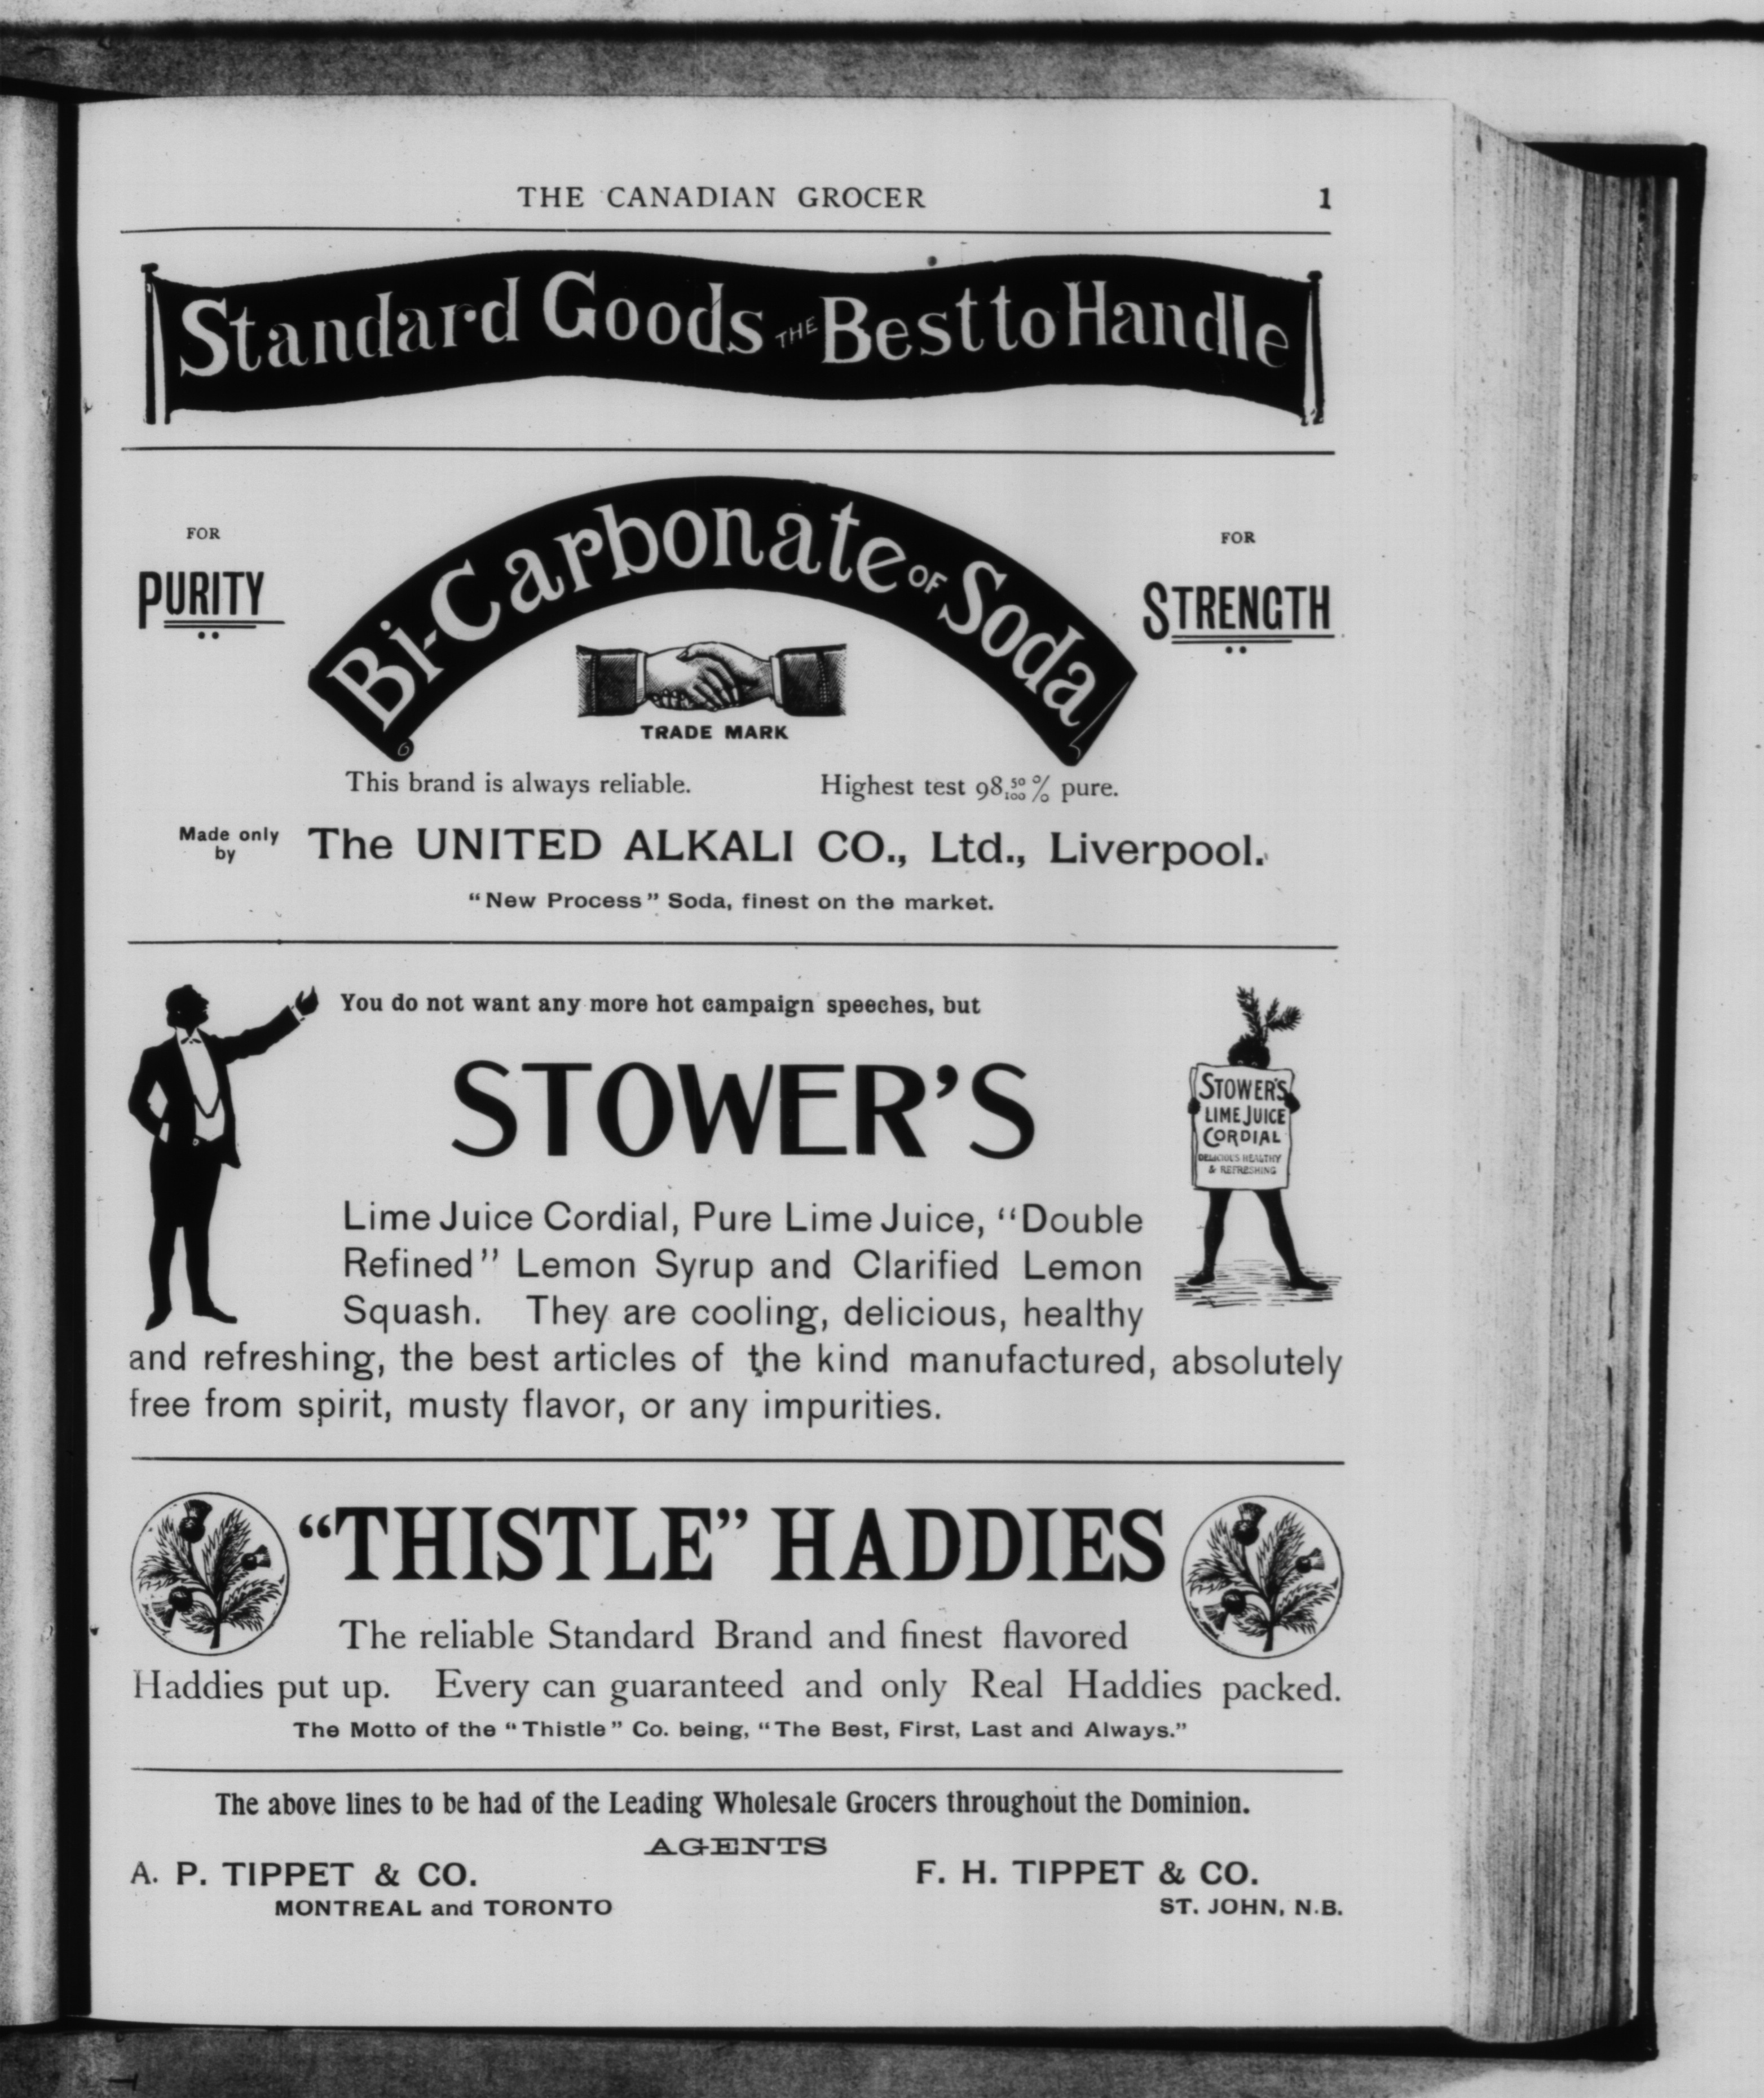 THE CANADIAN GROCER 1
Standard Goods THE Best to Handle
FOR
PURITY
Bi-Carbonate OF Soda
FOR
STRENGTH
TRADE MARK
This brand is always reliable. Highest test 98 50/100 % pure.
Made only by The UNITED ALKALI CO., Ltd., Liverpool.
"New Process" Soda, finest on the market.
You do not want any more hot campaign speeches, but
STOWER'S
STOWER'S
LIME JUICE
CORDIAL
DELICIOUS HEALTHY
& REFRESHING
Lime Juice Cordial, Pure Lime Juice, "Double
Refined" Lemon Syrup and Clarified Lemon
Squash. They are cooling, delicious, healthy
and refreshing, the best articles of the kind manufactured, absolutely
free from spirit, musty flavor, or any impurities.
"THISTLE" HADDIES
The reliable Standard Brand and finest flavored
Haddies put up. Every can guaranteed and only Real Haddies packed.
The Motto of the "Thistle" Co. being, "The Best, First, Last and Always."
The above lines to be had of the Leading Wholesale Grocers throughout the Dominion.
AGENTS
A. P. TIPPET & CO. F. H. TIPPET & CO.
MONTREAL and TORONTO ST. JOHN, N.B.